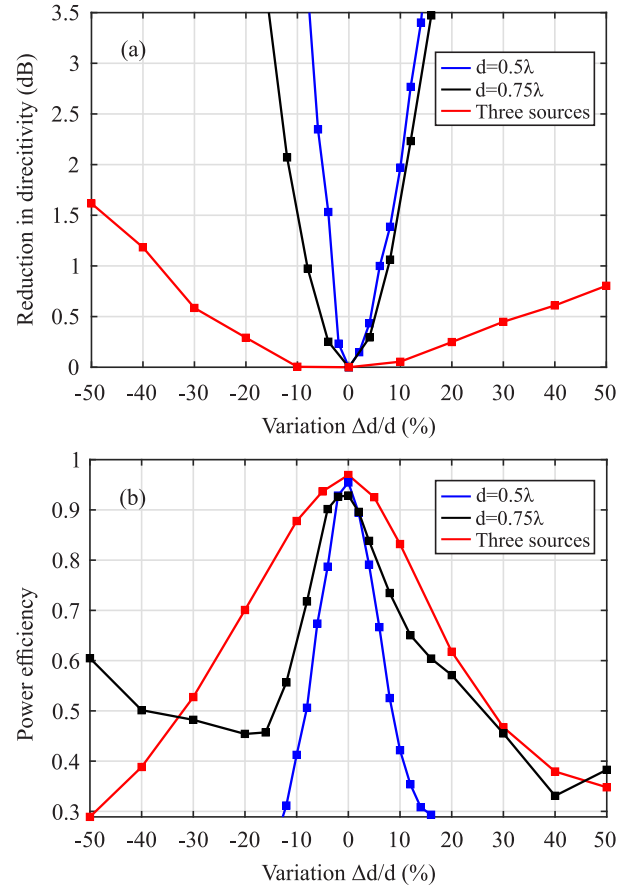 3.5
3
2.5
2
1.5
1
0.5
0
Reduction in direcitivity (dB)
(a)
d=0.5λ
d=0.75λ
Three sources
-50 -40 -30 -20 -10 0 10 20 30 40 50
Variation Δd/d (%)
1
0.9
0.8
0.7
0.6
0.5
0.4
0.3
Power efficiency
(b)
d=0.5λ
d=0.75λ
Three sources
-50 -40 -30 -20 -10 0 10 20 30 40 50
Variation Δd/d (%)